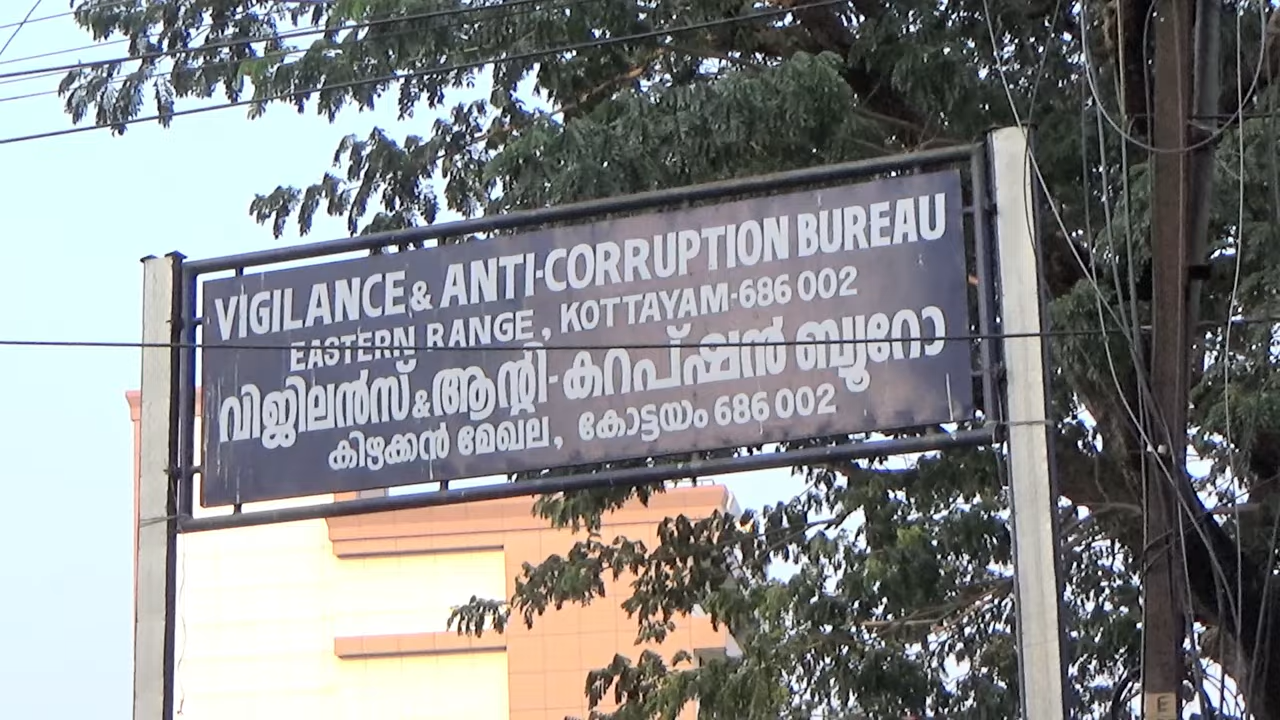 VIGILANCE & ANTI-CORRUPTION BUREAU
EASTERN RANGE, KOTTAYAM-686 002
വിജിലൻസ് & ആന്റി-കറപ്ഷൻ ബ്യൂറോ
കിഴക്കൻ മേഖല, കോട്ടയം 686 002
E